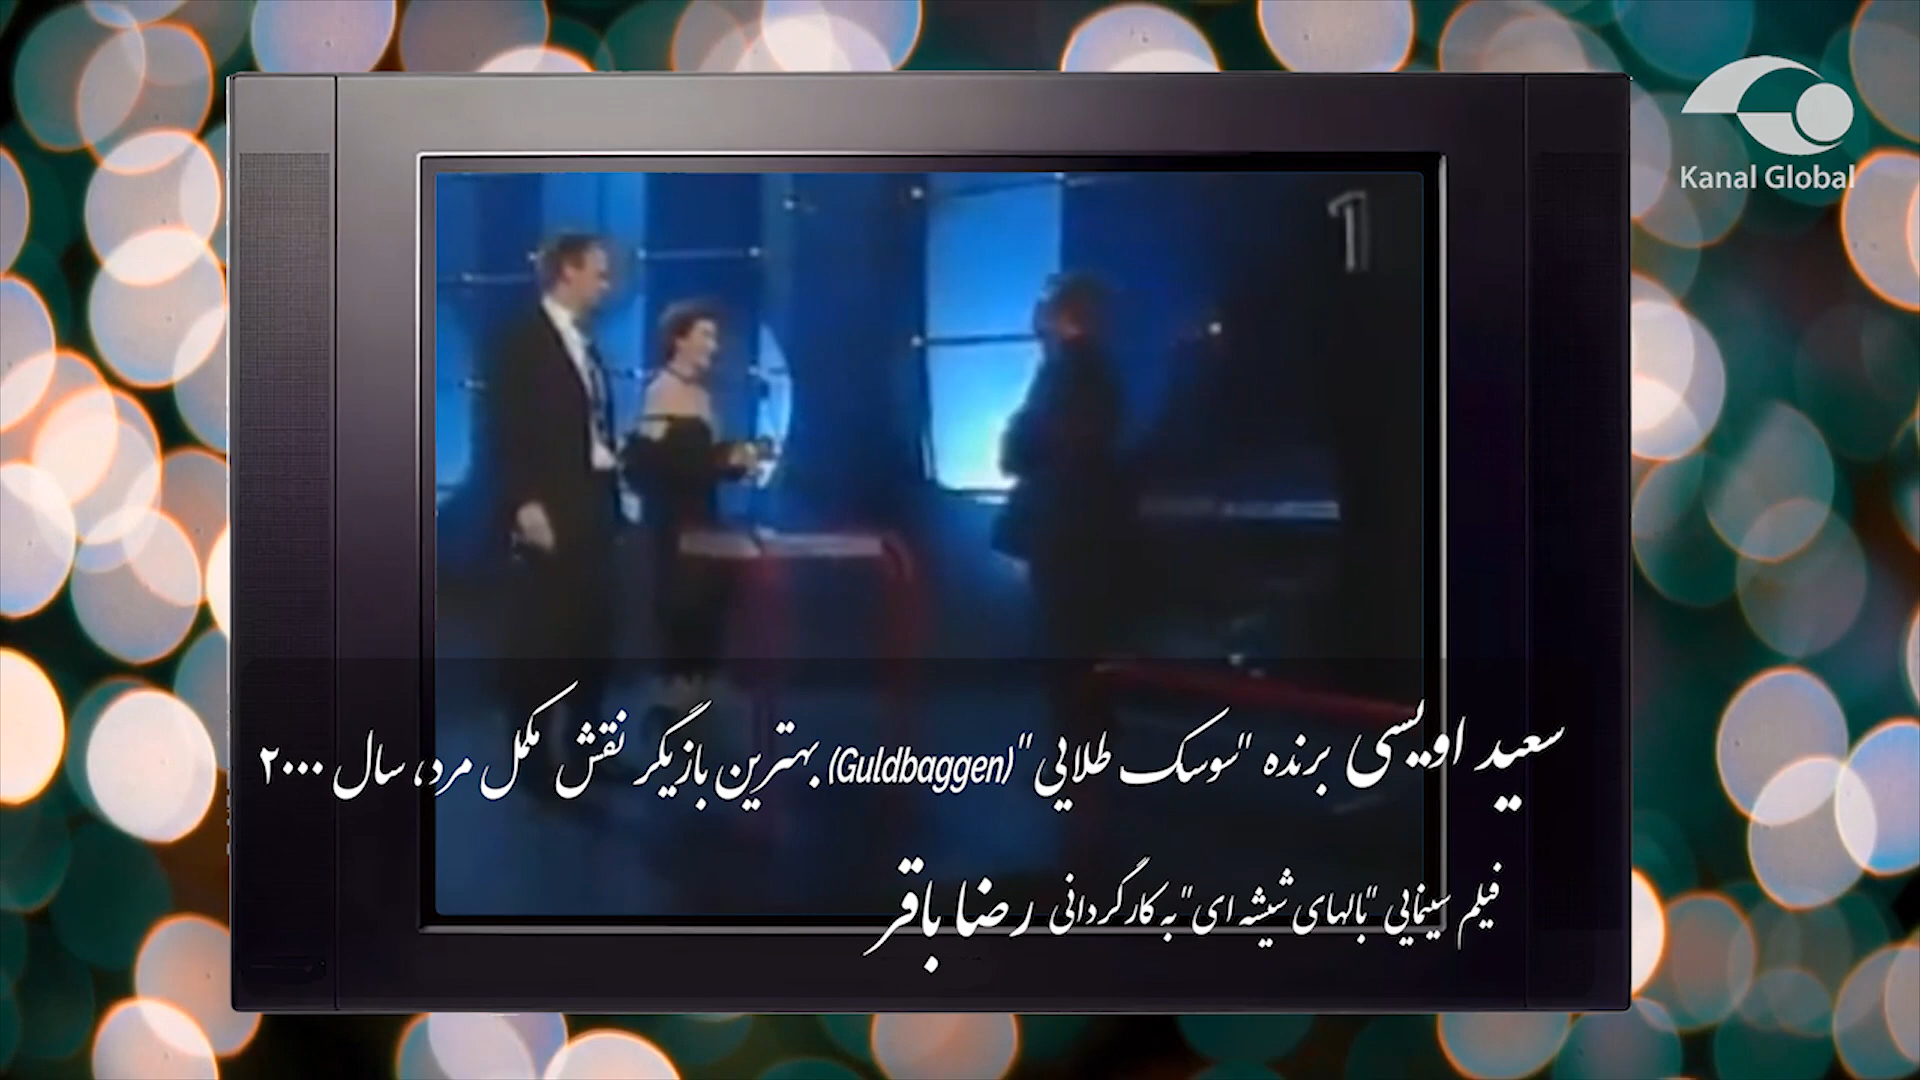 Kanal Global
1
سعید اویسی برنده "سوسک طلایی" (Guldbaggen) بهترین بازیگر نقش مکمل مرد، سال ۲۰۰۰
فیلم سینمایی "بالهای شیشه ای" به کارگردانی رضا باقر